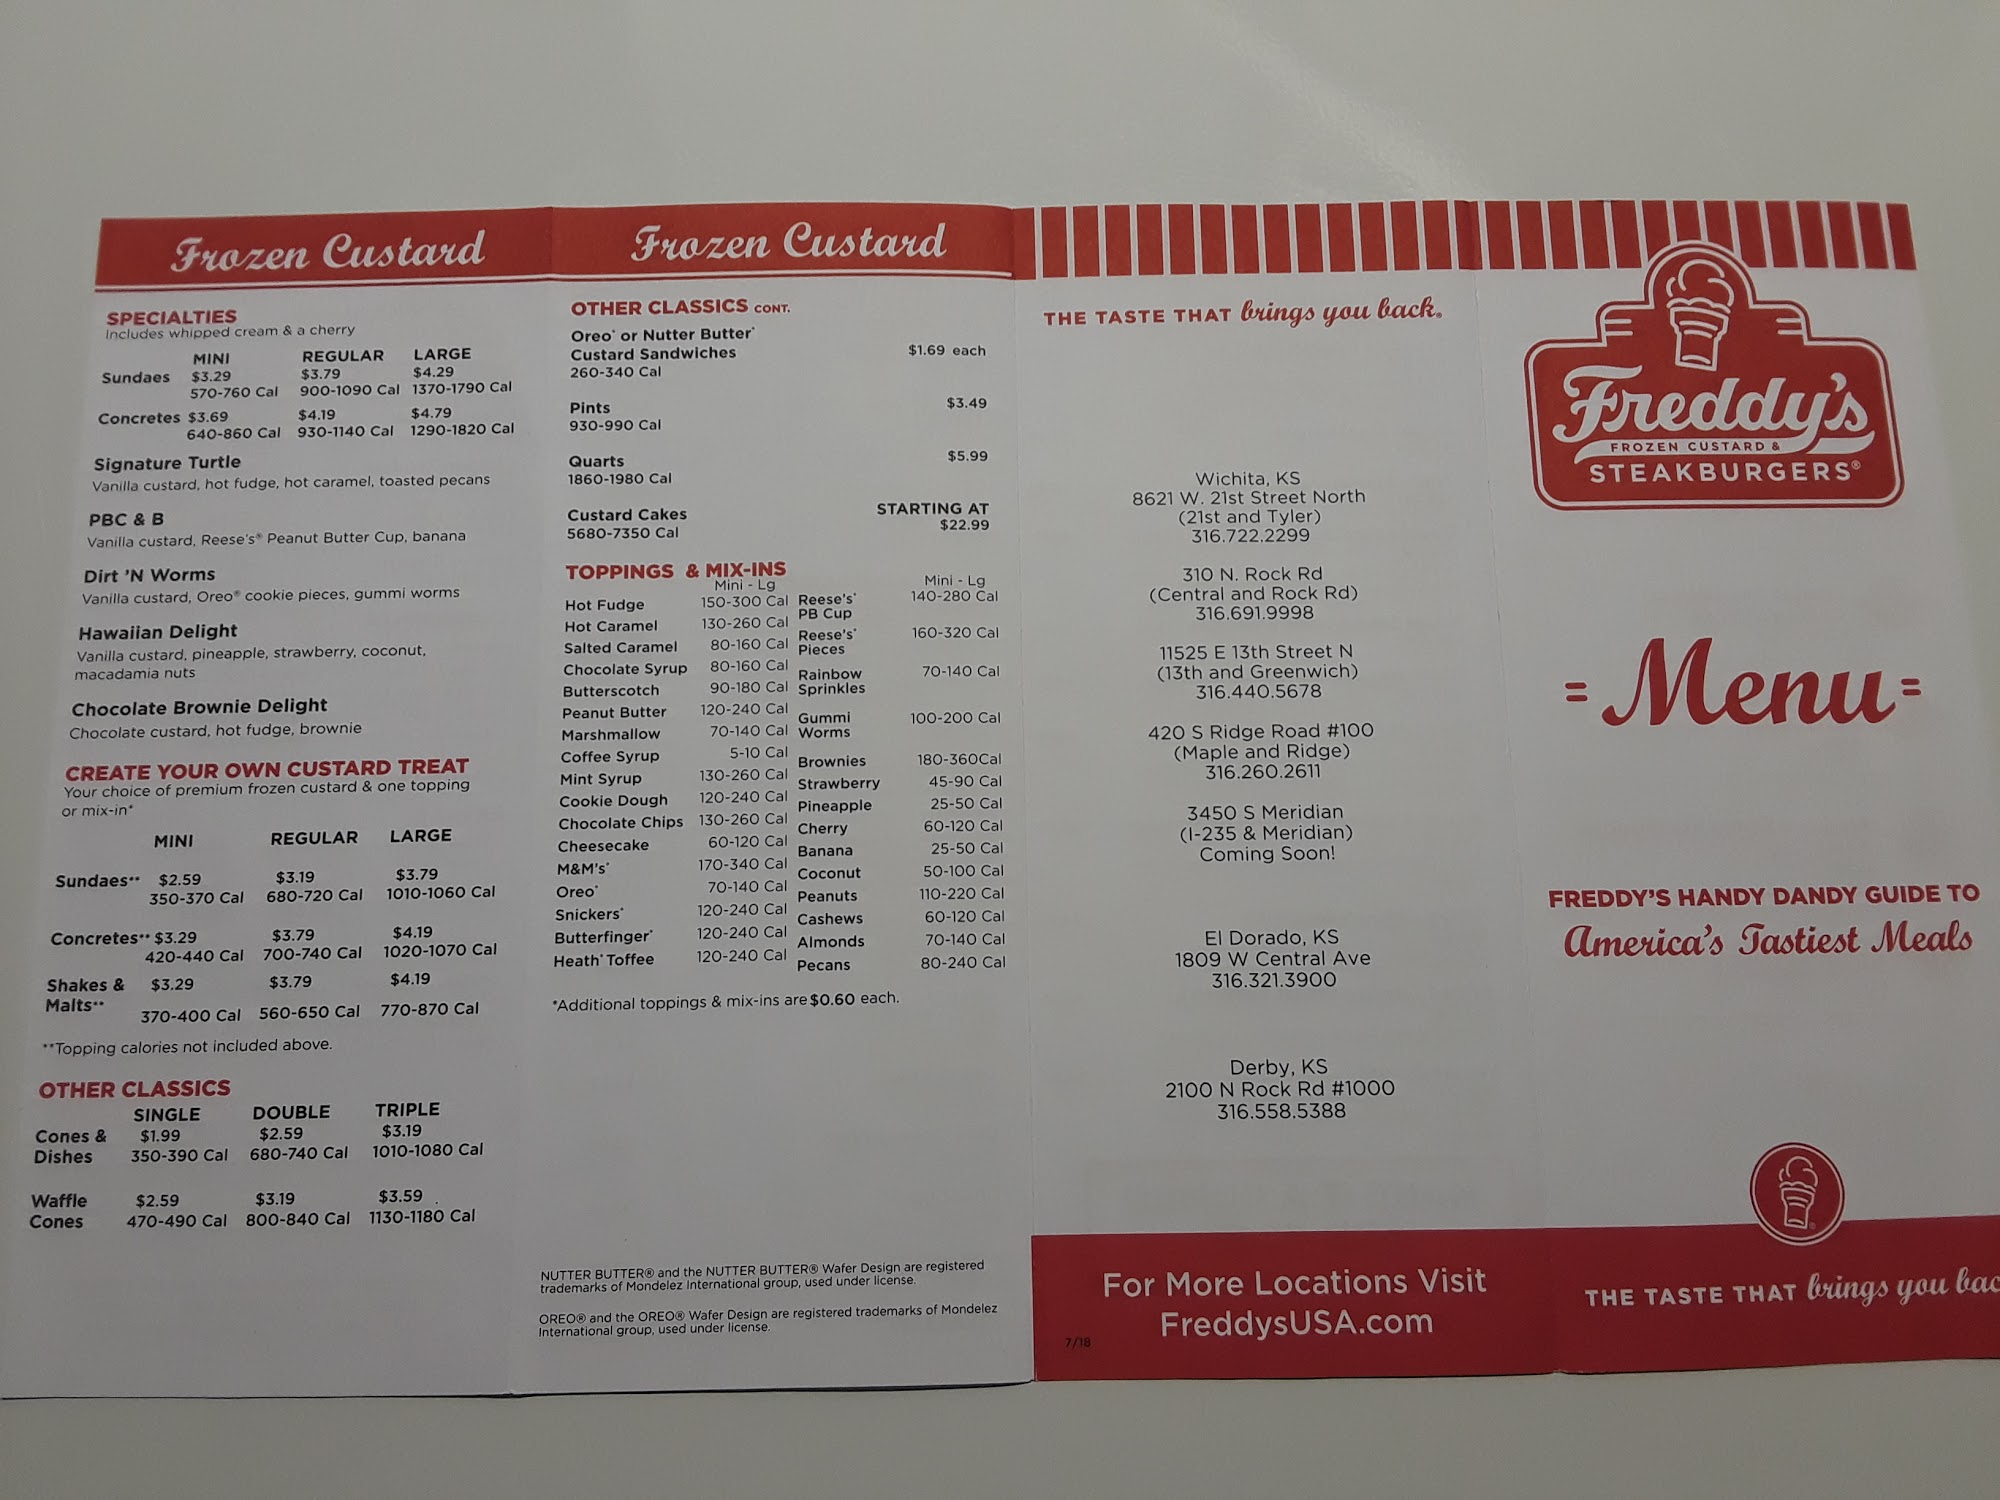 Frozen Custard
SPECIALTIES
Includes whipped cream & a cherry
MINI REGULAR LARGE
Sundaes $3.29 $3.79 $4.29
570-760 Cal 900-1090 Cal 1370-1790 Cal
Concretes $3.69 $4.19 $4.79
640-860 Cal 930-1140 Cal 1290-1820 Cal
Signature Turtle
Vanilla custard, hot fudge, hot caramel, toasted pecans
PBC & B
Vanilla custard, Reese's® Peanut Butter Cup, banana
Dirt 'N Worms
Vanilla custard, Oreo® cookie pieces, gummi worms
Hawaiian Delight
Vanilla custard, pineapple, strawberry, coconut,
macadamia nuts
Chocolate Brownie Delight
Chocolate custard, hot fudge, brownie
CREATE YOUR OWN CUSTARD TREAT
Your choice of premium frozen custard & one topping
or mix-in*
MINI REGULAR LARGE
Sundaes** $2.59 $3.19 $3.79
350-370 Cal 680-720 Cal 1010-1060 Cal
Concretes** $3.29 $3.79 $4.19
420-440 Cal 700-740 Cal 1020-1070 Cal
Shakes & $3.29 $3.79 $4.19
Malts**
370-400 Cal 560-650 Cal 770-870 Cal
**Topping calories not included above.
OTHER CLASSICS
SINGLE DOUBLE TRIPLE
Cones & $1.99 $2.59 $3.19
Dishes 350-390 Cal 680-740 Cal 1010-1080 Cal
Waffle $2.59 $3.19 $3.59
Cones 470-490 Cal 800-840 Cal 1130-1180 Cal
Frozen Custard
OTHER CLASSICS CONT.
Oreo® or Nutter Butter®
Custard Sandwiches $1.69 each
260-340 Cal
Pints $3.49
930-990 Cal
Quarts $5.99
1860-1980 Cal
Custard Cakes STARTING AT
5680-7350 Cal $22.99
TOPPINGS & MIX-INS
Mini - Lg
Hot Fudge 150-300 Cal
Hot Caramel 130-260 Cal
Salted Caramel 80-160 Cal
Chocolate Syrup 80-160 Cal
Butterscotch 90-180 Cal
Peanut Butter 120-240 Cal
Marshmallow 70-140 Cal
Coffee Syrup 5-10 Cal
Mint Syrup 130-260 Cal
Cookie Dough 120-240 Cal
Chocolate Chips 130-260 Cal
Cheesecake 60-120 Cal
M&M's® 170-340 Cal
Oreo® 70-140 Cal
Snickers® 120-240 Cal
Butterfinger® 120-240 Cal
Heath® Toffee 120-240 Cal
Mini - Lg
Reese's® 140-280 Cal
PB Cup
Reese's® 160-320 Cal
Pieces
Rainbow 70-140 Cal
Sprinkles
Gummi 100-200 Cal
Worms
Brownies 180-360Cal
Strawberry 45-90 Cal
Pineapple 25-50 Cal
Cherry 60-120 Cal
Banana 25-50 Cal
Coconut 50-100 Cal
Peanuts 110-220 Cal
Cashews 60-120 Cal
Almonds 70-140 Cal
Pecans 80-240 Cal
*Additional toppings & mix-ins are $0.60 each.
NUTTER BUTTER® and the NUTTER BUTTER® Wafer Design are registered
trademarks of Mondelez International group, used under license.
OREO® and the OREO® Wafer Design are registered trademarks of Mondelez
International group, used under license.
THE TASTE THAT brings you back.
Wichita, KS
8621 W. 21st Street North
(21st and Tyler)
316.722.2299
310 N. Rock Rd
(Central and Rock Rd)
316.691.9998
11525 E 13th Street N
(13th and Greenwich)
316.440.5678
420 S Ridge Road #100
(Maple and Ridge)
316.260.2611
3450 S Meridian
(I-235 & Meridian)
Coming Soon!
El Dorado, KS
1809 W Central Ave
316.321.3900
Derby, KS
2100 N Rock Rd #1000
316.558.5388
For More Locations Visit
FreddysUSA.com
7/18
Freddy's
FROZEN CUSTARD &
STEAKBURGERS®
= Menu =
FREDDY'S HANDY DANDY GUIDE TO
America's Tastiest Meals
THE TASTE THAT brings you bac